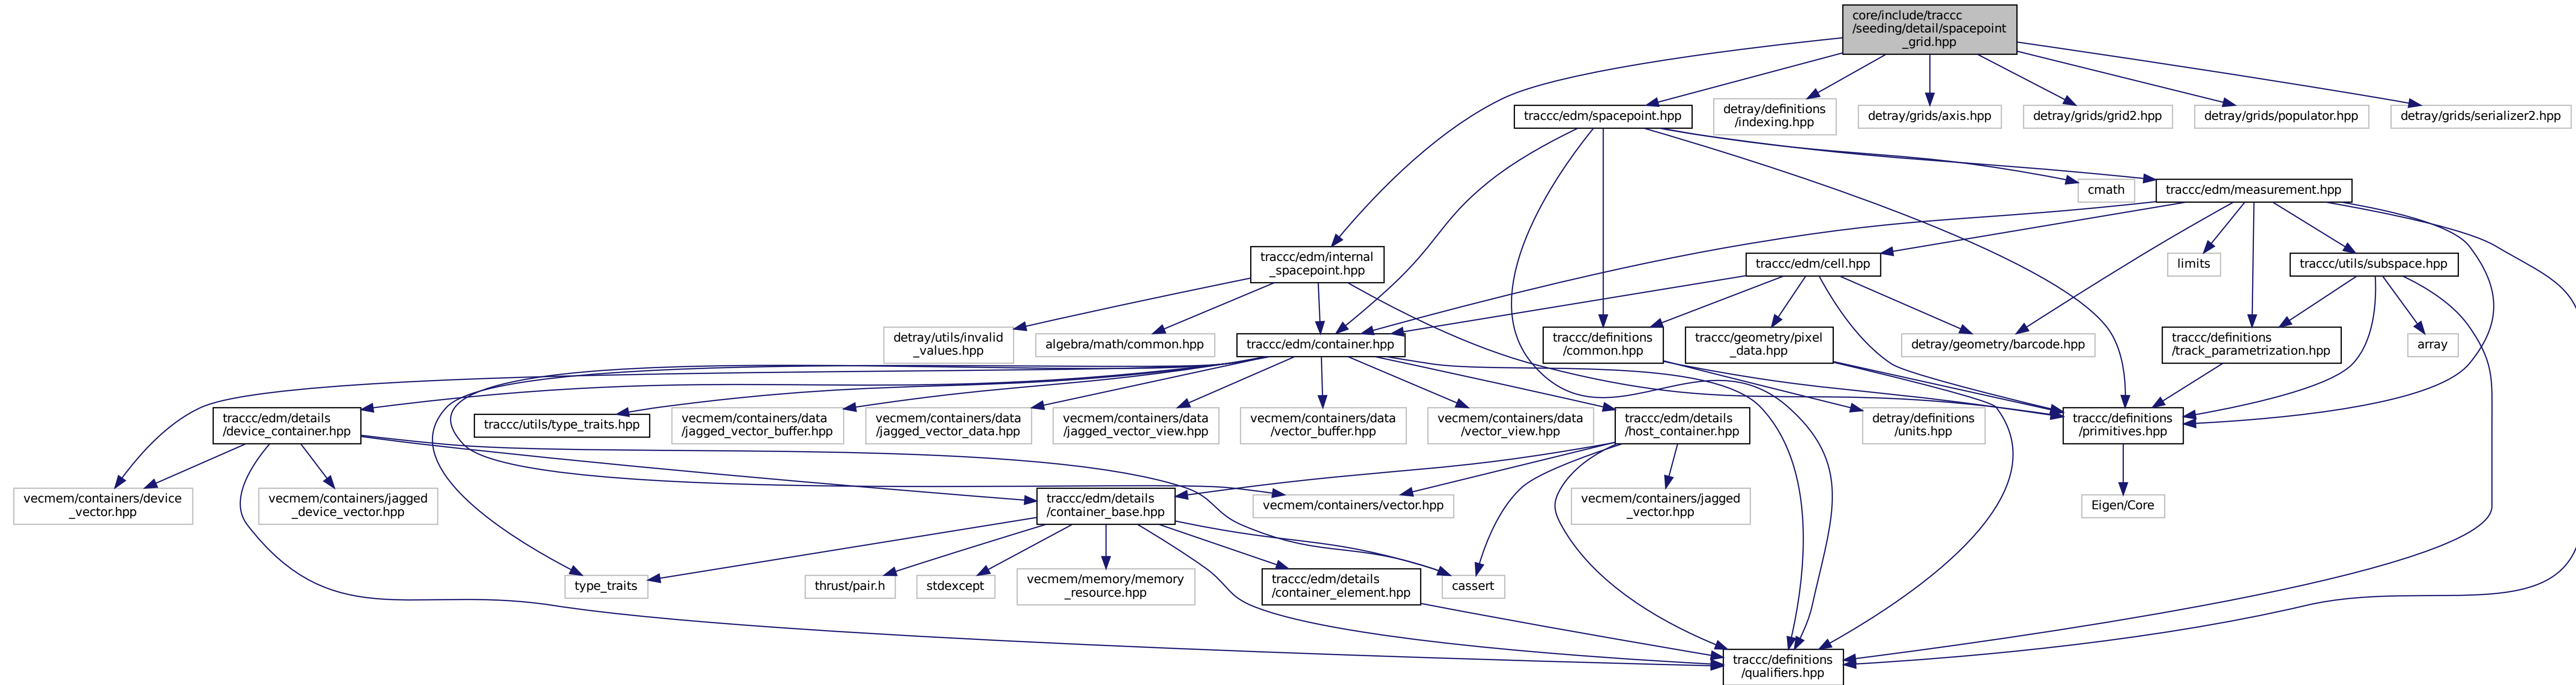 core/include/traccc
/seeding/detail/spacepoint
_grid.hpp
traccc/edm/spacepoint.hpp
detray/definitions
/indexing.hpp
detray/grids/axis.hpp
detray/grids/grid2.hpp
detray/grids/populator.hpp
detray/grids/serializer2.hpp
cmath
traccc/edm/measurement.hpp
traccc/edm/internal
_spacepoint.hpp
traccc/edm/cell.hpp
limits
traccc/utils/subspace.hpp
detray/utils/invalid
_values.hpp
algebra/math/common.hpp
traccc/edm/container.hpp
traccc/definitions
/common.hpp
traccc/geometry/pixel
_data.hpp
detray/geometry/barcode.hpp
traccc/definitions
/track_parametrization.hpp
array
traccc/edm/details
/device_container.hpp
traccc/utils/type_traits.hpp
vecmem/containers/data
/jagged_vector_buffer.hpp
vecmem/containers/data
/jagged_vector_data.hpp
vecmem/containers/data
/jagged_vector_view.hpp
vecmem/containers/data
/vector_buffer.hpp
vecmem/containers/data
/vector_view.hpp
traccc/edm/details
/host_container.hpp
detray/definitions
/units.hpp
traccc/definitions
/primitives.hpp
vecmem/containers/device
_vector.hpp
vecmem/containers/jagged
_device_vector.hpp
traccc/edm/details
/container_base.hpp
vecmem/containers/vector.hpp
vecmem/containers/jagged
_vector.hpp
Eigen/Core
type_traits
thrust/pair.h
stdexcept
vecmem/memory/memory
_resource.hpp
traccc/edm/details
/container_element.hpp
cassert
traccc/definitions
/qualifiers.hpp